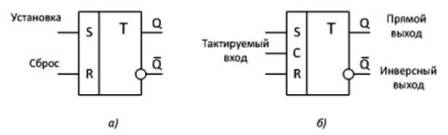 Установка
S
T
Q
Сброс
R
Q̅
а)
Тактируемый
вход
S
C
R
T
Q
Прямой
выход
Q̅
Инверсный
выход
б)